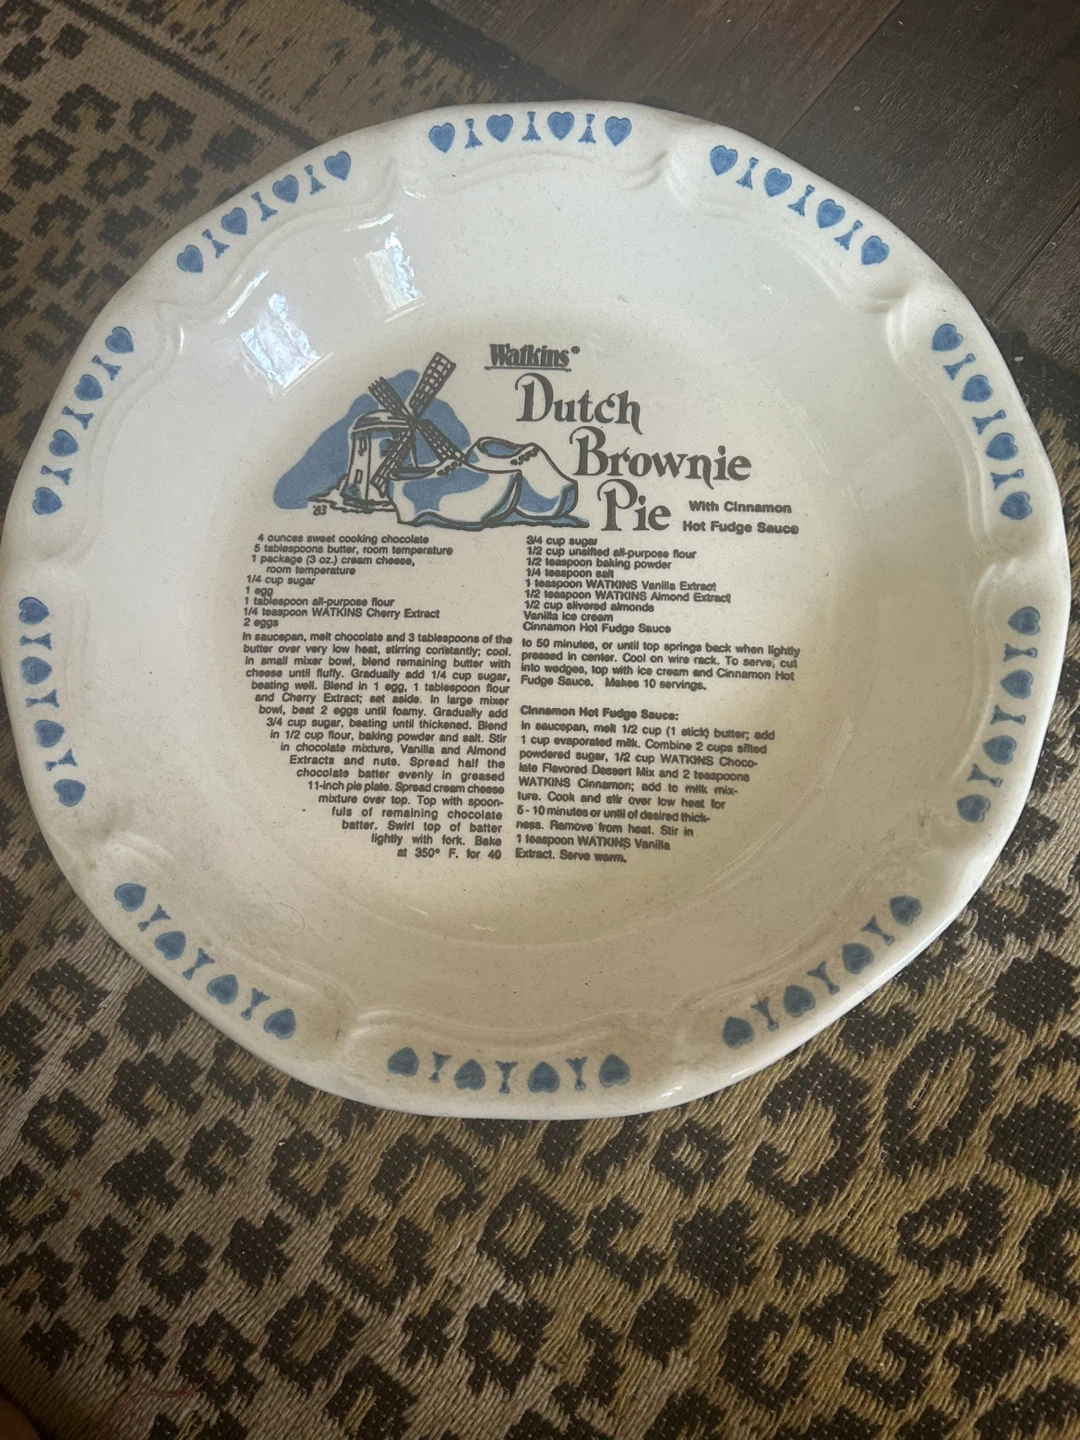 Watkins®
Dutch
Brownie
Pie
With Cinnamon
Hot Fudge Sauce
'83
4 ounces sweet cooking chocolate
5 tablespoons butter, room temperature
1 package (3 oz.) cream cheese,
room temperature
1/4 cup sugar
1 egg
1 tablespoon all-purpose flour
1/4 teaspoon WATKINS Cherry Extract
2 eggs
3/4 cup sugar
1/2 cup unsifted all-purpose flour
1/2 teaspoon baking powder
1/4 teaspoon salt
1 teaspoon WATKINS Vanilla Extract
1/2 teaspoon WATKINS Almond Extract
1/2 cup slivered almonds
Vanilla ice cream
Cinnamon Hot Fudge Sauce
In saucepan, melt chocolate and 3 tablespoons of the
butter over very low heat, stirring constantly; cool.
In small mixer bowl, blend remaining butter with
cheese until fluffy. Gradually add 1/4 cup sugar,
beating well. Blend in 1 egg, 1 tablespoon flour
and Cherry Extract; set aside. In large mixer
bowl, beat 2 eggs until foamy. Gradually add
3/4 cup sugar, beating until thickened. Blend
in 1/2 cup flour, baking powder and salt. Stir
in chocolate mixture, Vanilla and Almond
Extracts and nuts. Spread half the
chocolate batter evenly in greased
11-inch pie plate. Spread cream cheese
mixture over top. Top with spoon-
fuls of remaining chocolate
batter. Swirl top of batter
lightly with fork. Bake
at 350° F. for 40
to 50 minutes, or until top springs back when lightly
pressed in center. Cool on wire rack. To serve, cut
into wedges, top with ice cream and Cinnamon Hot
Fudge Sauce. Makes 10 servings.
Cinnamon Hot Fudge Sauce:
In saucepan, melt 1/2 cup (1 stick) butter; add
1 cup evaporated milk. Combine 2 cups sifted
powdered sugar, 1/2 cup WATKINS Choco-
late Flavored Dessert Mix and 2 teaspoons
WATKINS Cinnamon; add to milk mix-
ture. Cook and stir over low heat for
5 - 10 minutes or until of desired thick-
ness. Remove from heat. Stir in
1 teaspoon WATKINS Vanilla
Extract. Serve warm.